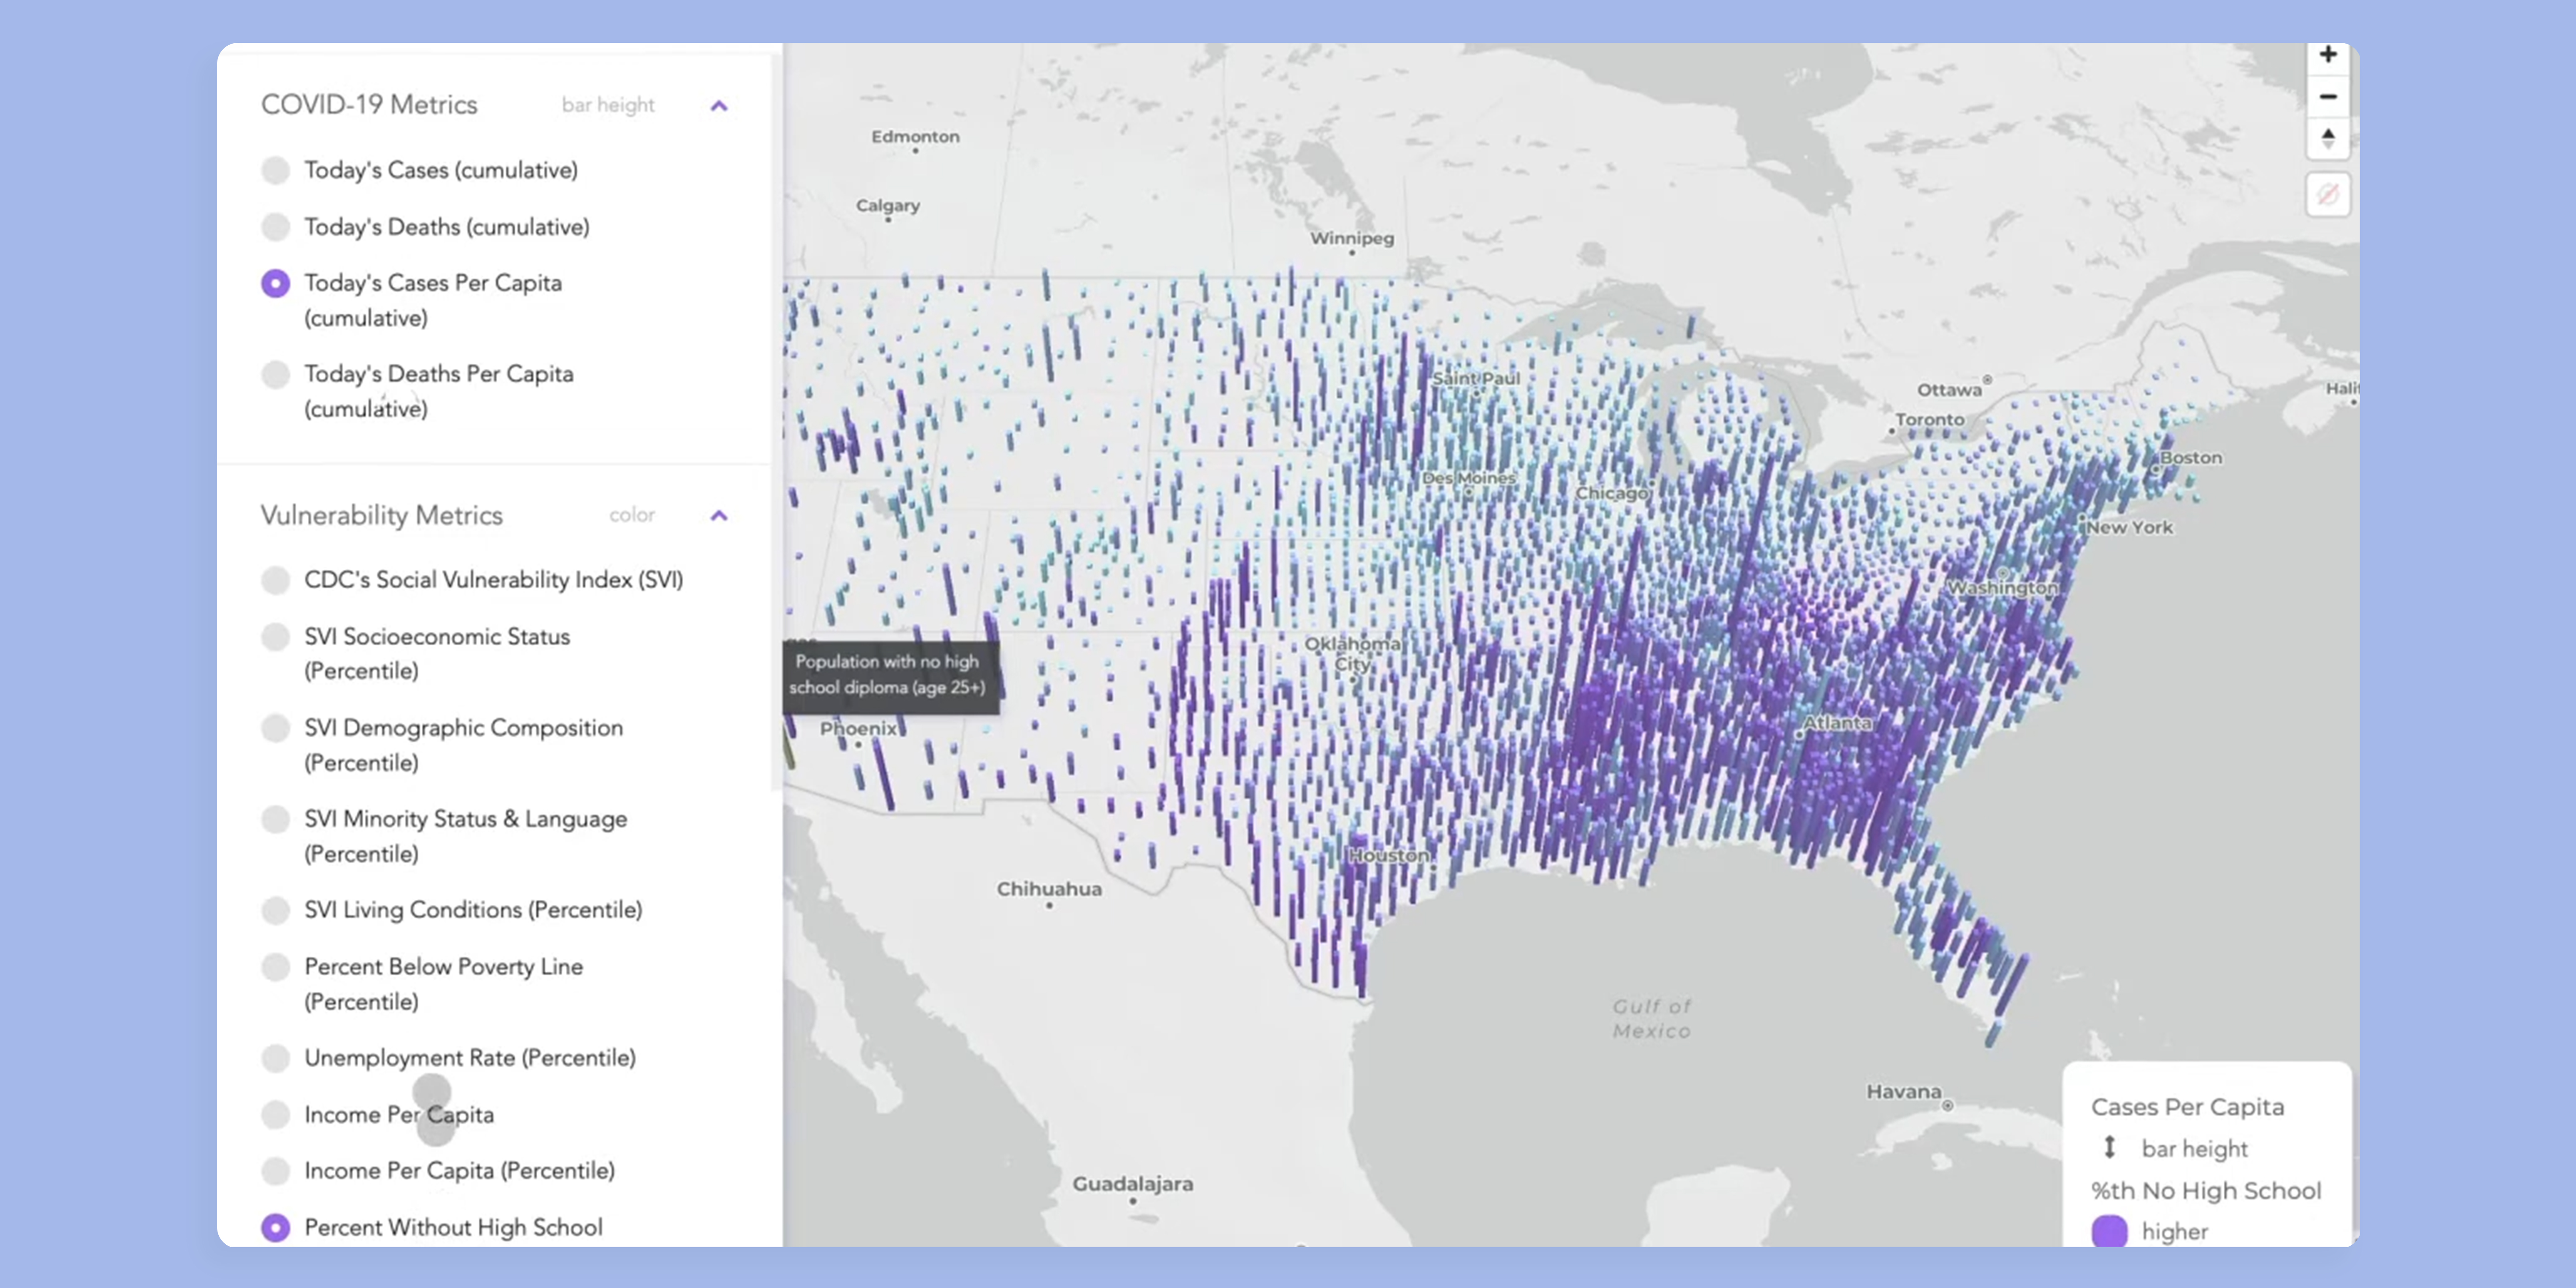 COVID-19 Metrics
bar height
Today's Cases (cumulative)
Today's Deaths (cumulative)
Today's Cases Per Capita
(cumulative)
Today's Deaths Per Capita
(cumulative)
Vulnerability Metrics
color
CDC's Social Vulnerability Index (SVI)
SVI Socioeconomic Status
(Percentile)
SVI Demographic Composition
(Percentile)
SVI Minority Status & Language
(Percentile)
SVI Living Conditions (Percentile)
Percent Below Poverty Line
(Percentile)
Unemployment Rate (Percentile)
Income Per Capita
Income Per Capita (Percentile)
Percent Without High School
Edmonton
Calgary
Winnipeg
Saint Paul
Ottawa
Toronto
Boston
Des Moines
Chicago
New York
Washington
Oklahoma
City
Population with no high
school diploma (age 25+)
Phoenix
Atlanta
Houston
Chihuahua
Gulf of
Mexico
Havana
Guadalajara
Cases Per Capita
bar height
%th No High School
higher